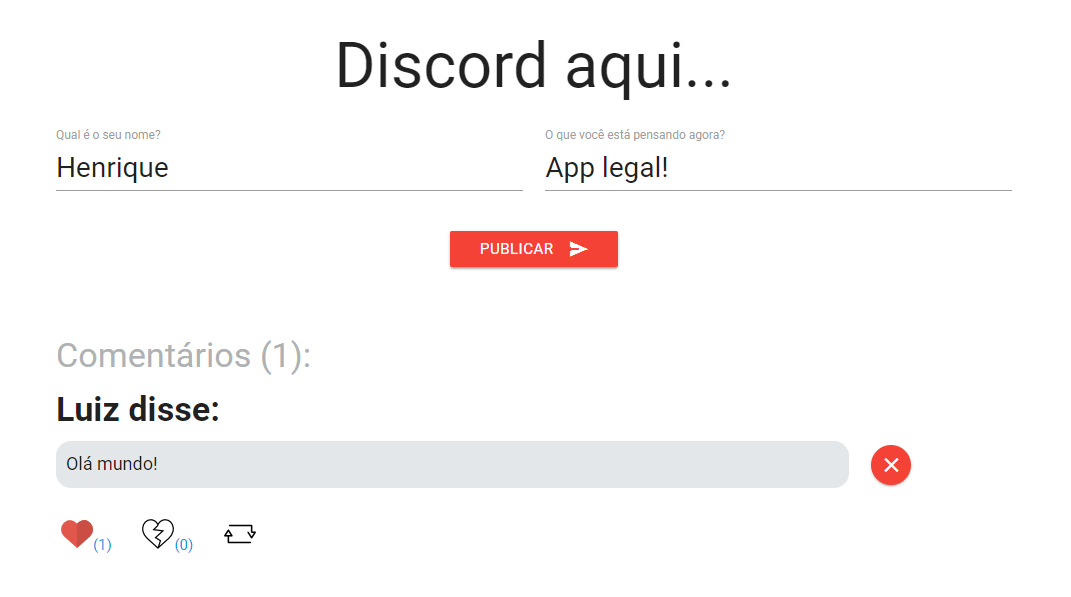 Discord aqui...
Qual é o seu nome?
O que você está pensando agora?
Henrique
App legal!
PUBLICAR
Comentários (1):
Luiz disse:
Olá mundo!
(1)
(0)